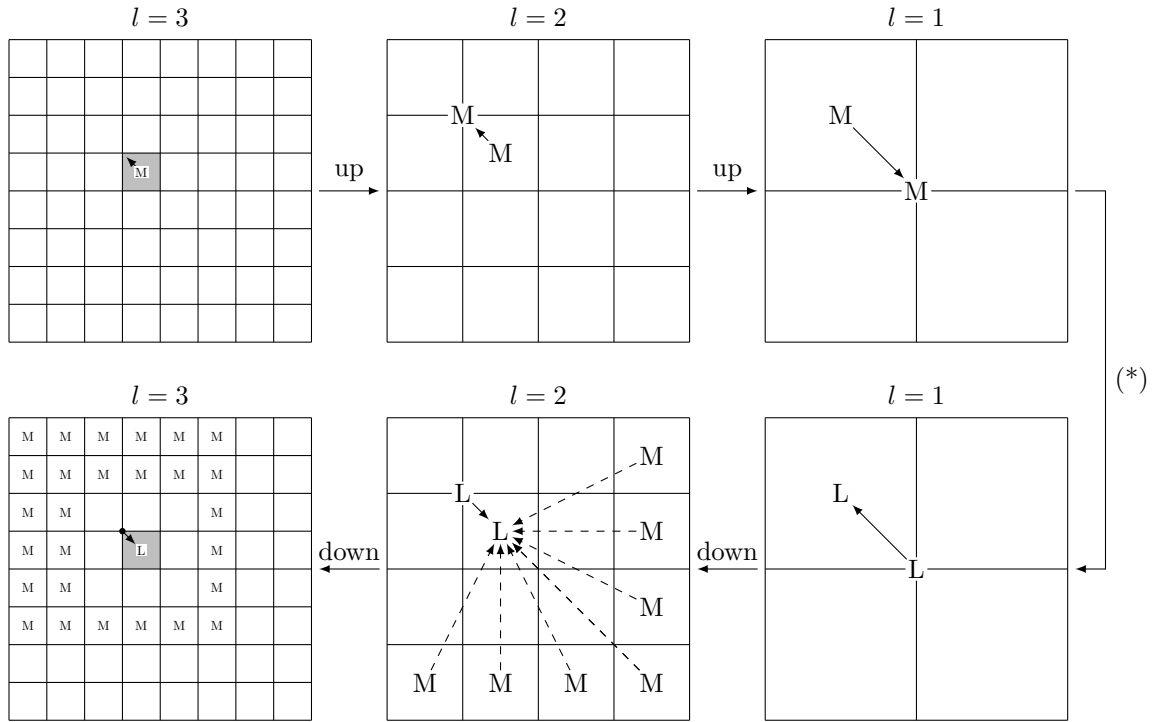 l = 3 l = 2 l = 1
M M
M
M up up
M
(*)
l = 3 l = 2 l = 1
M M M M M M M
M M M M M M L L
M M M L M
M M L M down down L
M M M M
M M M M M M M M M M